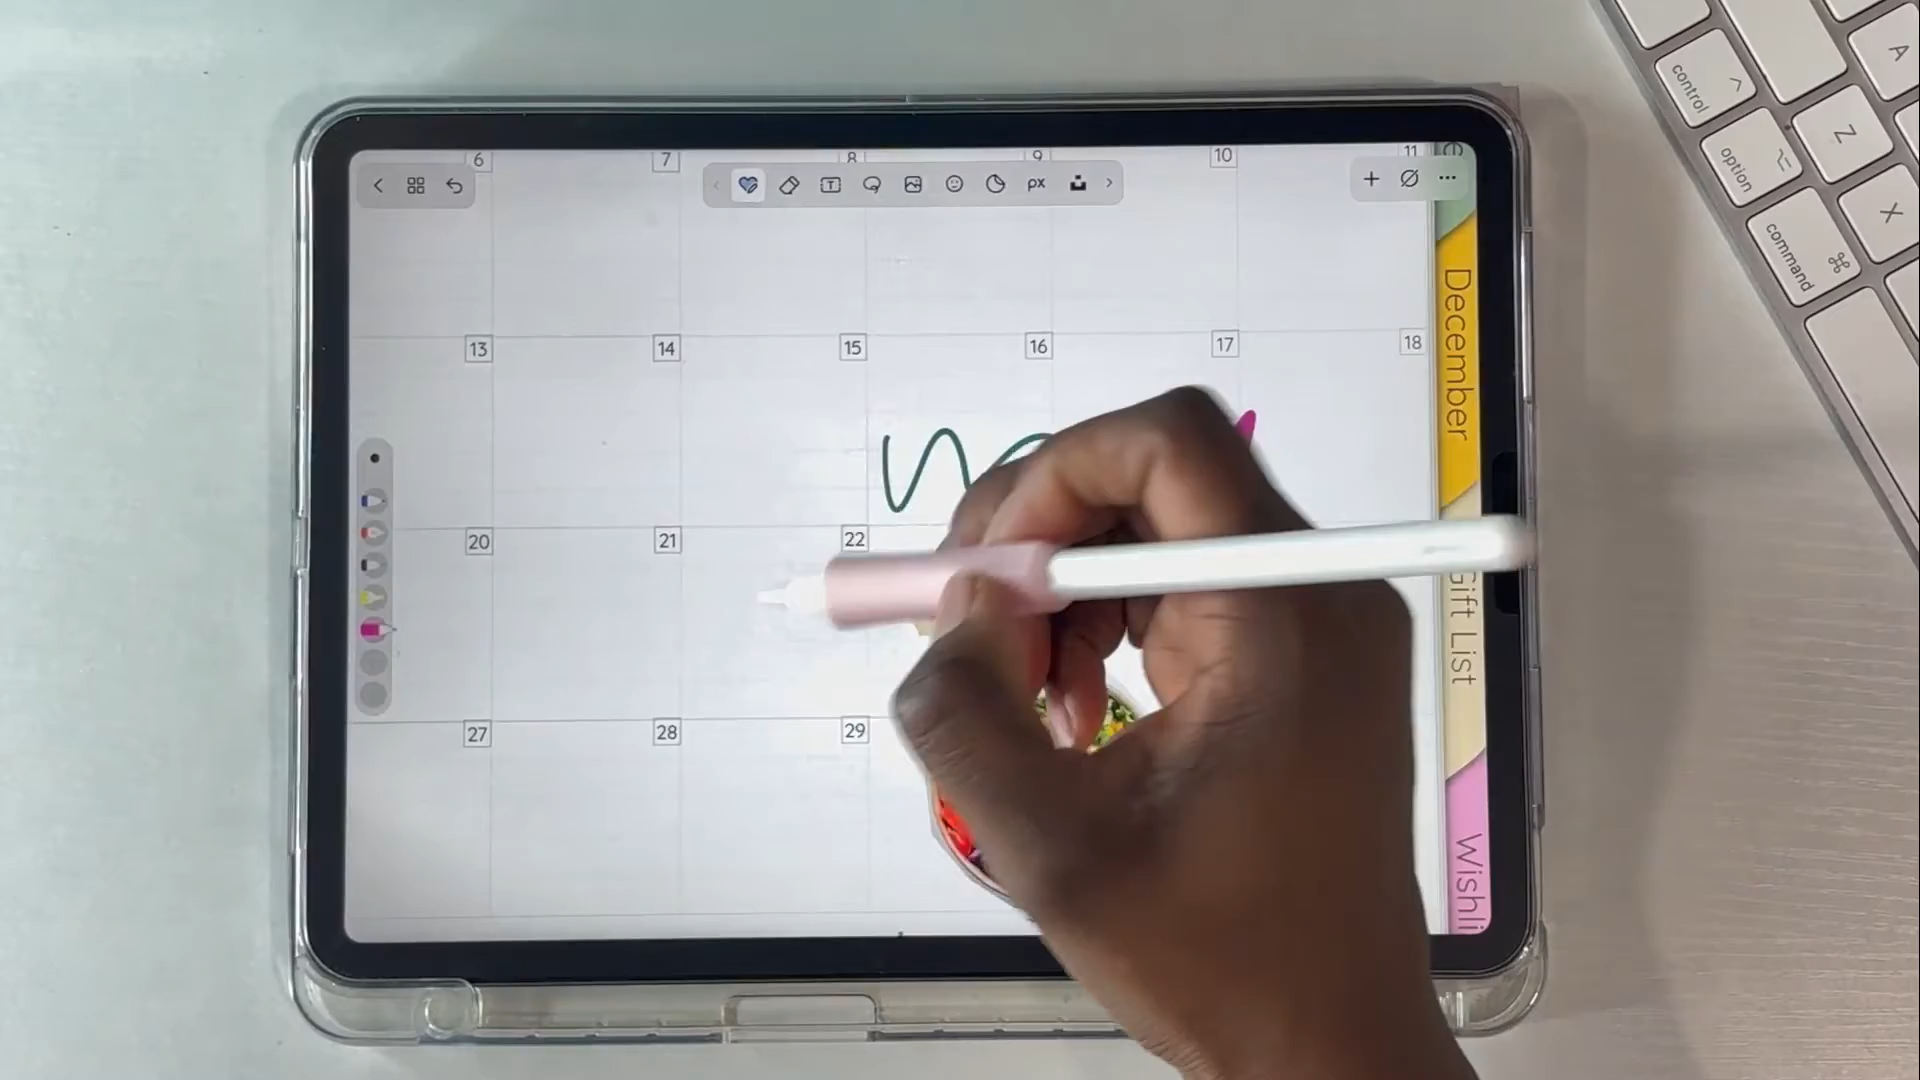 6 7 8 9 10 11
T px
13 14 15 16 17 18
20 21 22
27 28 29
December
Gift List
Wishli
control
option
command
A
Z
X